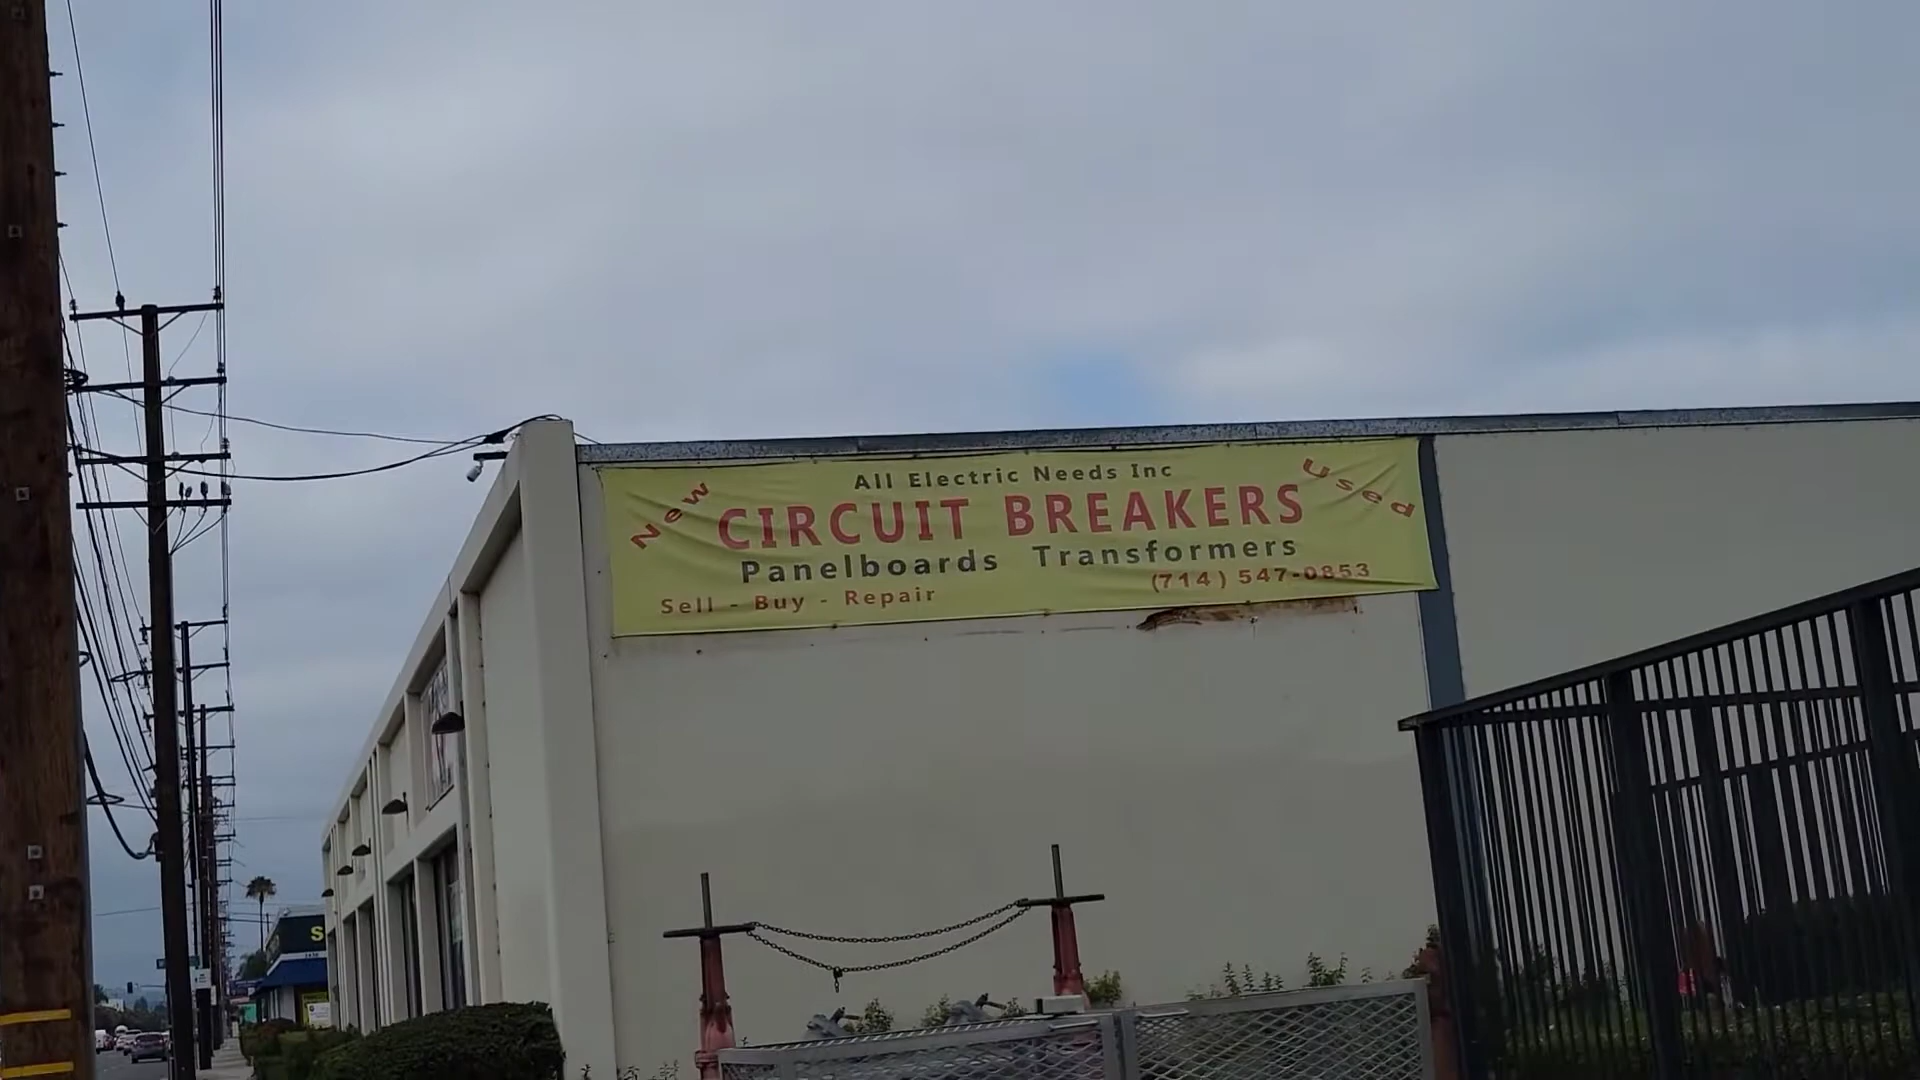 All Electric Needs Inc
New CIRCUIT BREAKERS Used
Panelboards Transformers
(714) 547-0853
Sell - Buy - Repair
S